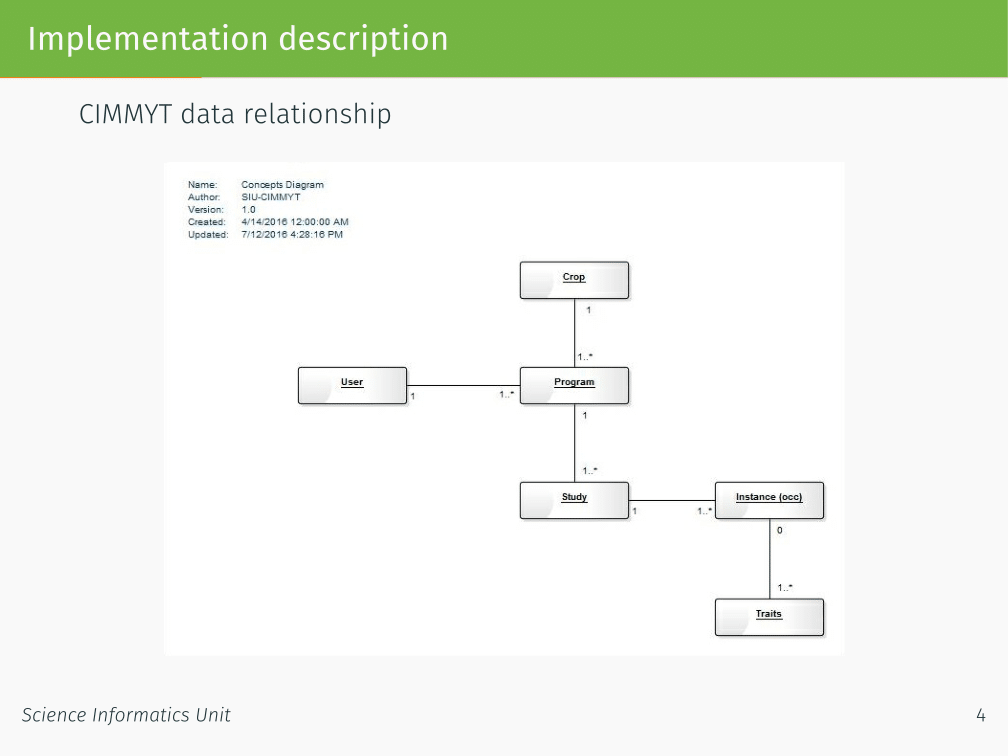 Implementation description
CIMMYT data relationship
Name: Concepts Diagram
Author: SIU-CIMMYT
Version: 1.0
Created: 4/14/2016 12:00:00 AM
Updated: 7/12/2016 4:28:16 PM
Crop
1
1..*
User
Program
1
1..*
1
1..*
Study
Instance (occ)
1
1..*
0
1..*
Traits
Science Informatics Unit
4